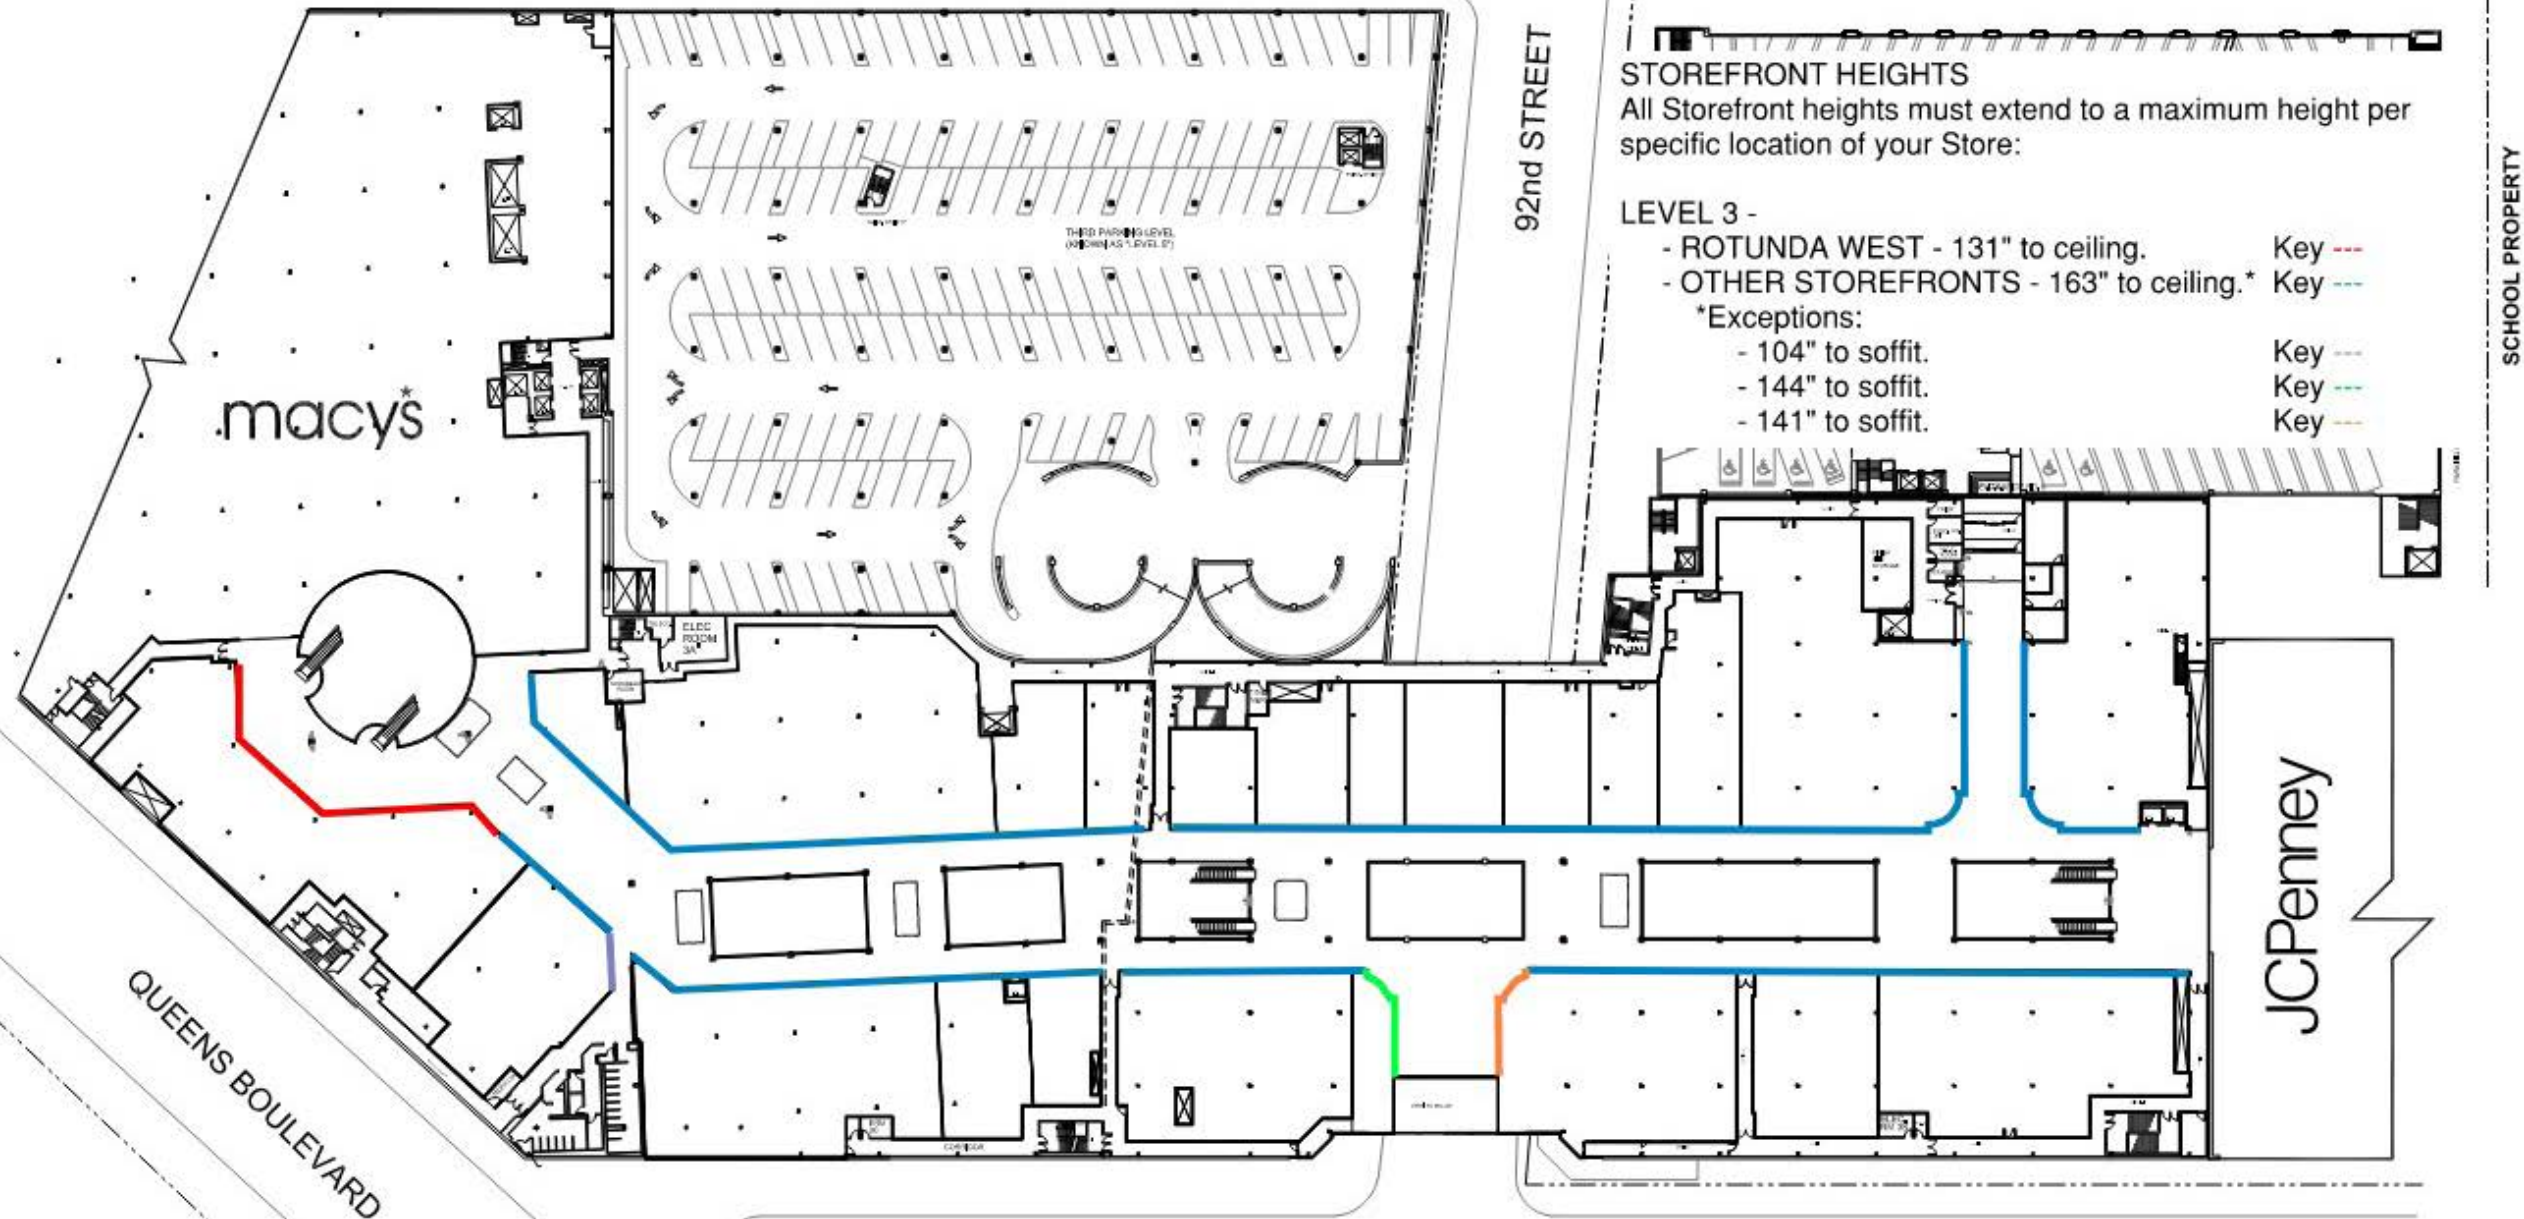 92nd STREET
STOREFRONT HEIGHTS
All Storefront heights must extend to a maximum height per
specific location of your Store:
LEVEL 3 -
- ROTUNDA WEST - 131" to ceiling. Key ---
- OTHER STOREFRONTS - 163" to ceiling.* Key ---
*Exceptions:
- 104" to soffit. Key ---
- 144" to soffit. Key ---
- 141" to soffit. Key ---
SCHOOL PROPERTY
THIRD PARKING LEVEL
macy's
ELEC
ROOM
3A
JCPenney
QUEENS BOULEVARD
CORRIDOR